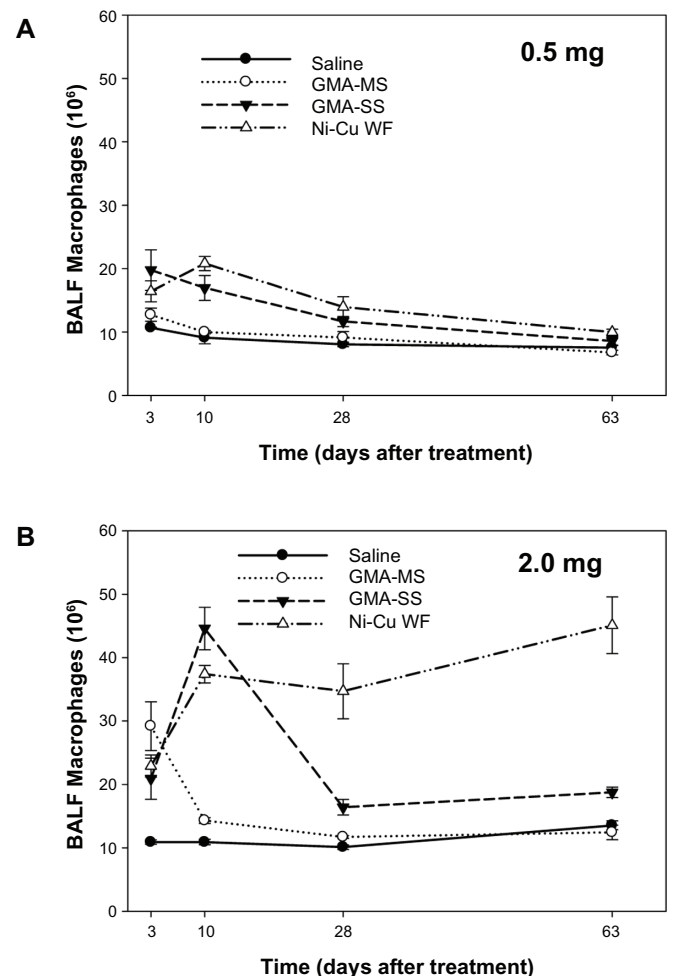 A
0.5 mg
Saline
GMA-MS
GMA-SS
Ni-Cu WF
BALF Macrophages (10⁶)
60
50
40
30
20
10
0
3 10 28 63
Time (days after treatment)
B
2.0 mg
Saline
GMA-MS
GMA-SS
Ni-Cu WF
BALF Macrophages (10⁶)
60
50
40
30
20
10
0
3 10 28 63
Time (days after treatment)